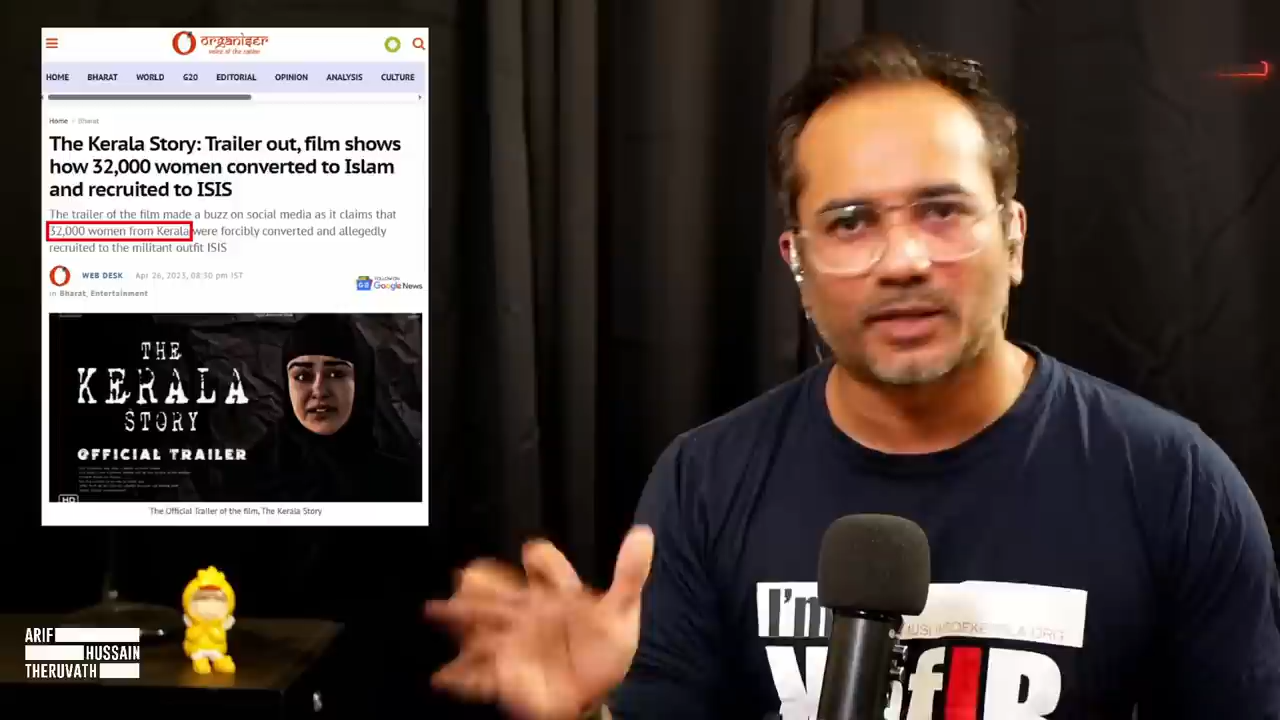 organiser
voice of the nation
HOME BHARAT WORLD G20 EDITORIAL OPINION ANALYSIS CULTURE
Home Bharat
The Kerala Story: Trailer out, film shows
how 32,000 women converted to Islam
and recruited to ISIS
The trailer of the film made a buzz on social media as it claims that
32,000 women from Kerala were forcibly converted and allegedly
recruited to the militant outfit ISIS
WEB DESK Apr 26, 2023, 08:30 pm IST
in Bharat, Entertainment
FOLLOW ON
Google News
THE
KERALA
STORY
OFFICIAL TRAILER
HD
The Official Trailer of the film, The Kerala Story
ARIF
HUSSAIN
THERUVATH
I'm